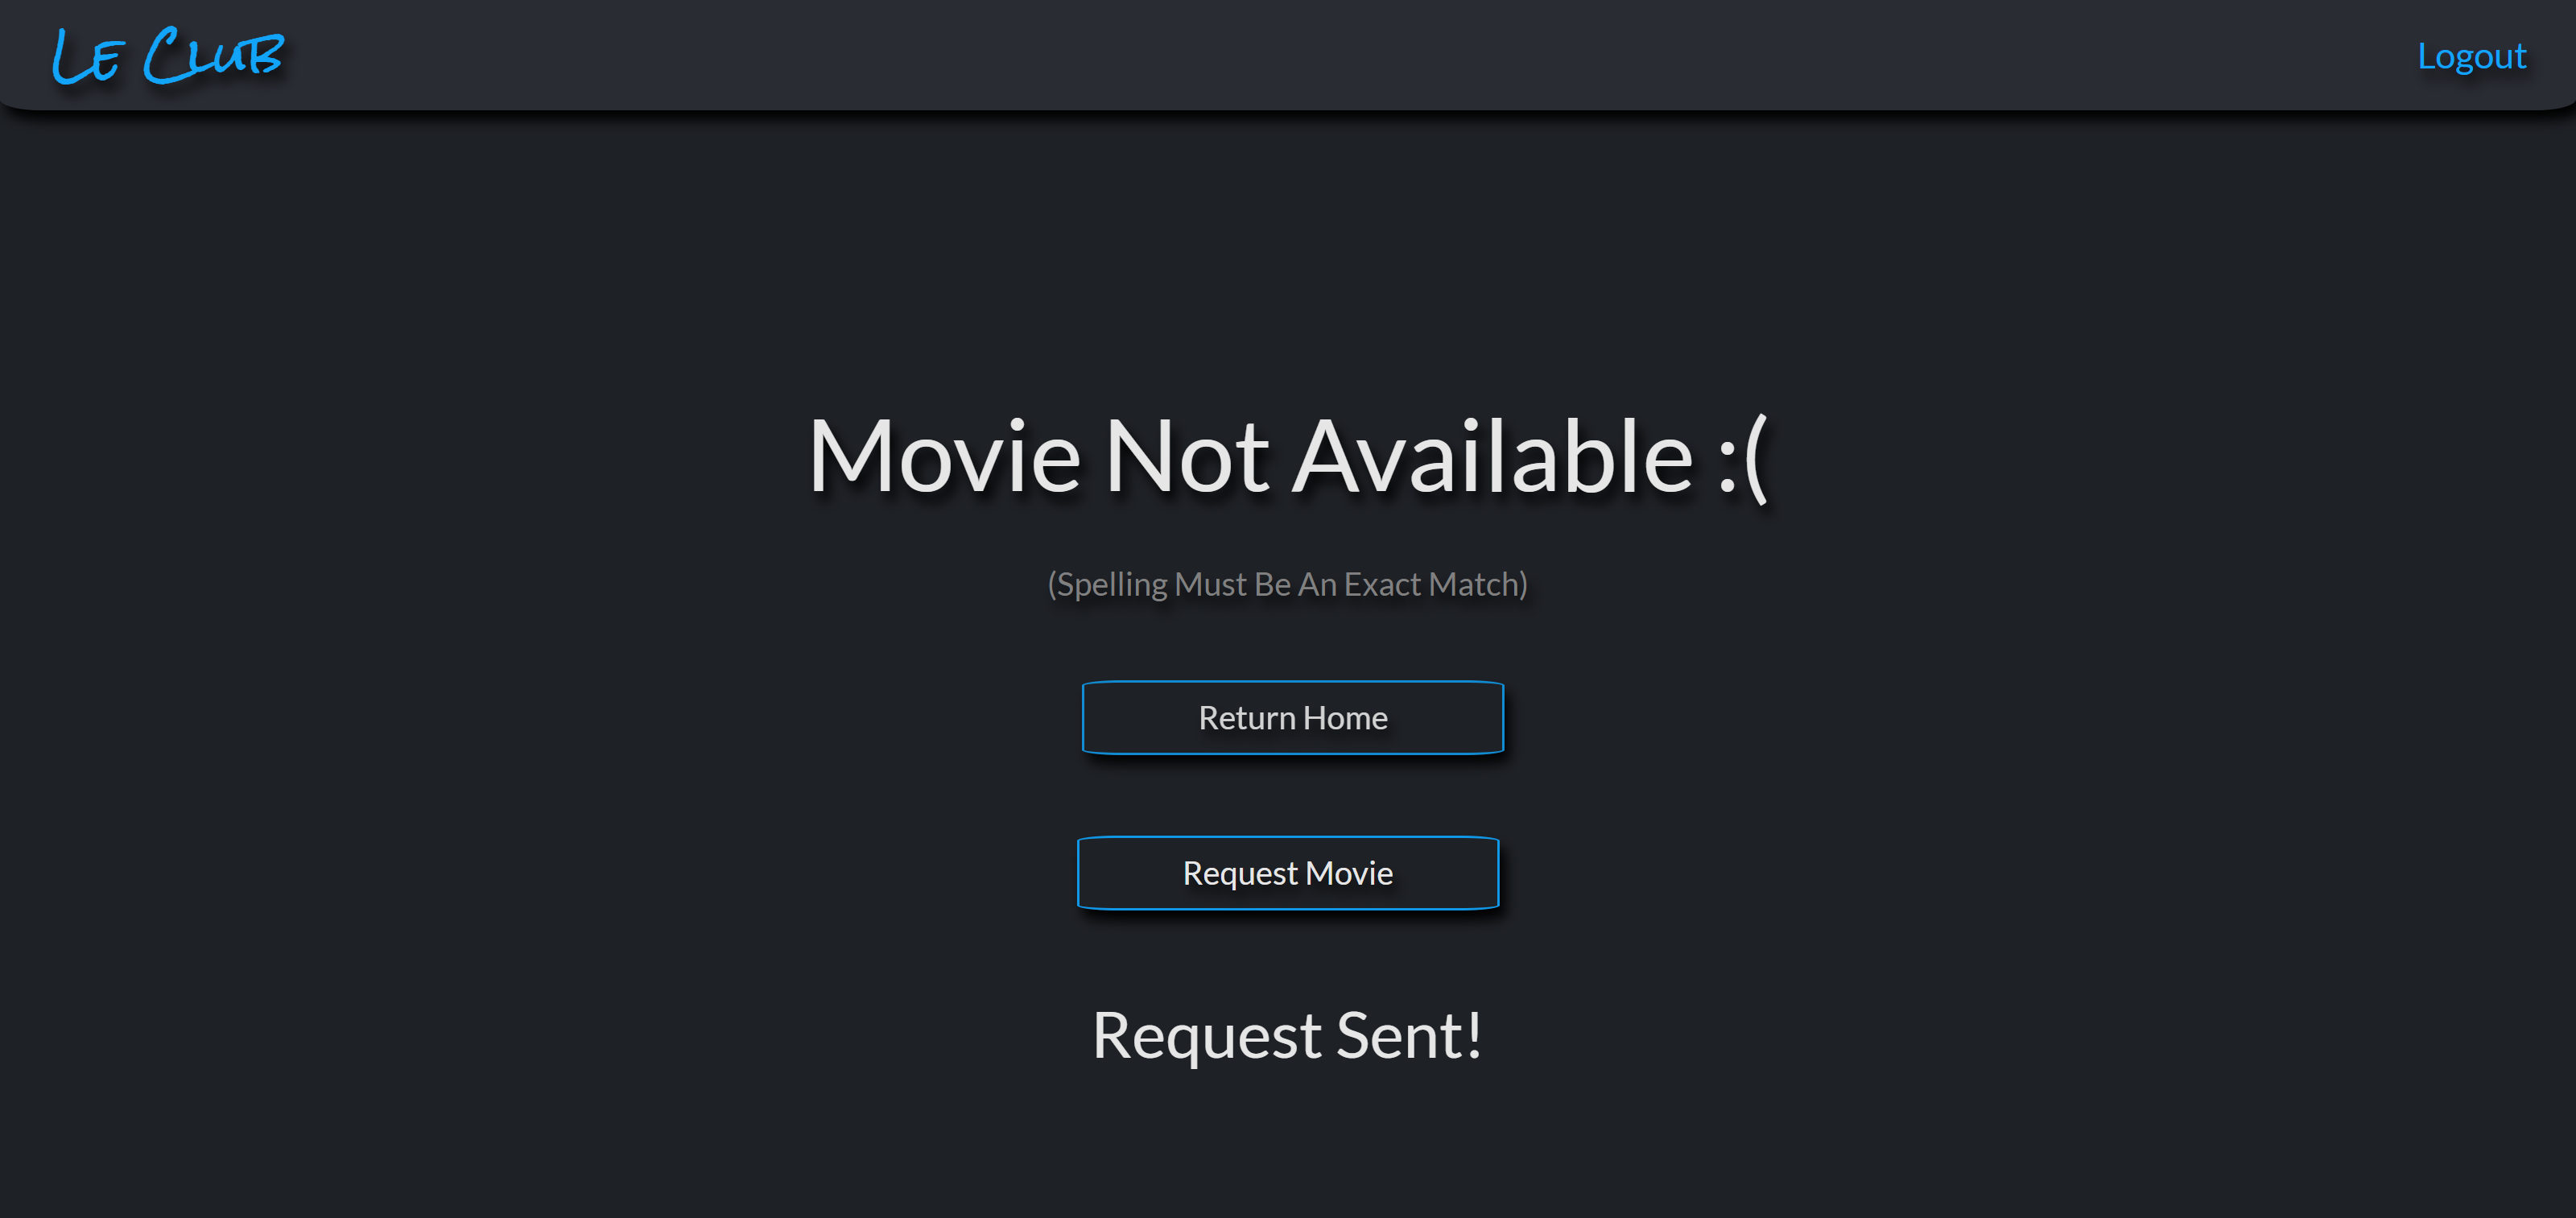 Le Club
Logout
Movie Not Available :(
(Spelling Must Be An Exact Match)
Return Home
Request Movie
Request Sent!